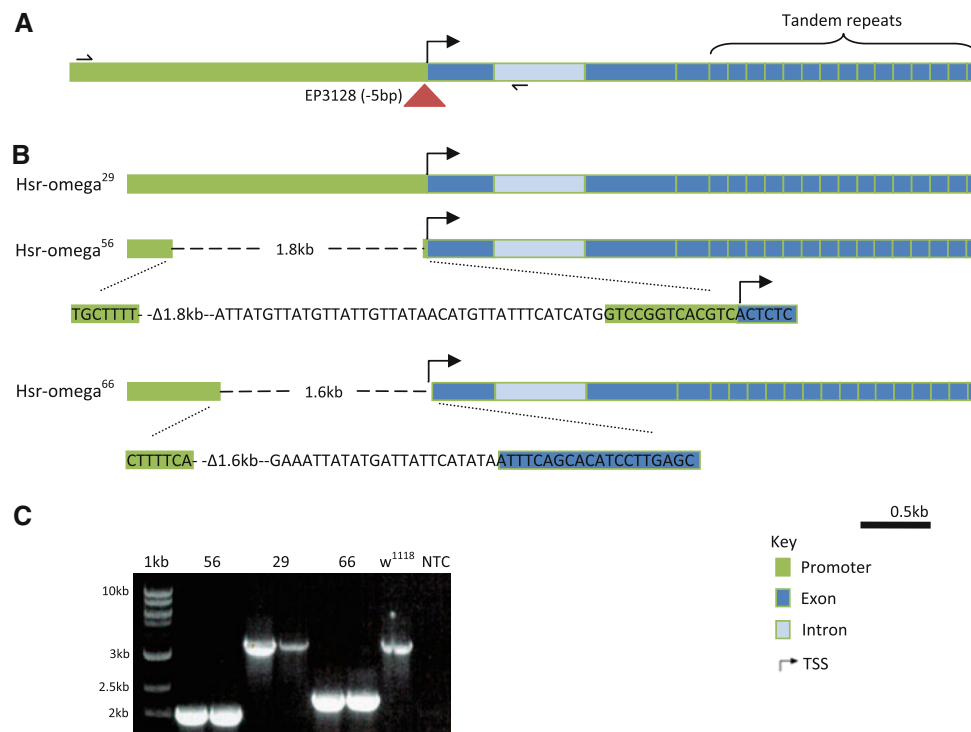 A
Tandem repeats
EP3128 (-5bp)
B
Hsr-omega29
Hsr-omega56
1.8kb
TGCTTTT- -Δ1.8kb--ATTATGTTATGTTATTGTTATAACATGTTATTTCATCATGGTCCGGTCACGTCACTCTC
Hsr-omega66
1.6kb
CTTTTCA- -Δ1.6kb--GAAATTATATGATTATTCATATAATTTCAGCACATCCTTGAGC
C
1kb 56 29 66 w1118 NTC
10kb
3kb
2.5kb
2kb
0.5kb
Key
Promoter
Exon
Intron
TSS